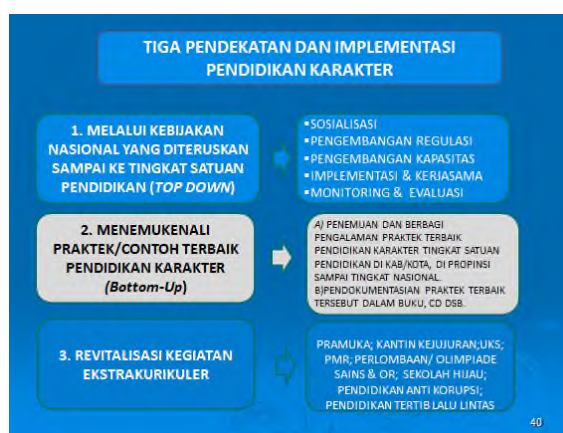 TIGA PENDEKATAN DAN IMPLEMENTASI
PENDIDIKAN KARAKTER
1. MELALUI KEBIJAKAN
NASIONAL YANG DITERUSKAN
SAMPAI KE TINGKAT SATUAN
PENDIDIKAN (TOP DOWN)
▪SOSIALISASI
▪PENGEMBANGAN REGULASI
▪PENGEMBANGAN KAPASITAS
▪IMPLEMENTASI & KERJASAMA
▪MONITORING & EVALUASI
2. MENEMUKENALI
PRAKTEK/CONTOH TERBAIK
PENDIDIKAN KARAKTER
(Bottom-Up)
A) PENEMUAN DAN BERBAGI
PENGALAMAN PRAKTEK TERBAIK
PENDIDIKAN KARAKTER TINGKAT SATUAN
PENDIDIKAN DI KAB/KOTA, DI PROPINSI
SAMPAI TINGKAT NASIONAL.
B)PENDOKUMENTASIAN PRAKTEK TERBAIK
TERSEBUT DALAM BUKU, CD DSB.
3. REVITALISASI KEGIATAN
EKSTRAKURIKULER
PRAMUKA; KANTIN KEJUJURAN;UKS;
PMR; PERLOMBAAN/ OLIMPIADE
SAINS & OR; SEKOLAH HIJAU;
PENDIDIKAN ANTI KORUPSI;
PENDIDIKAN TERTIB LALU LINTAS
40